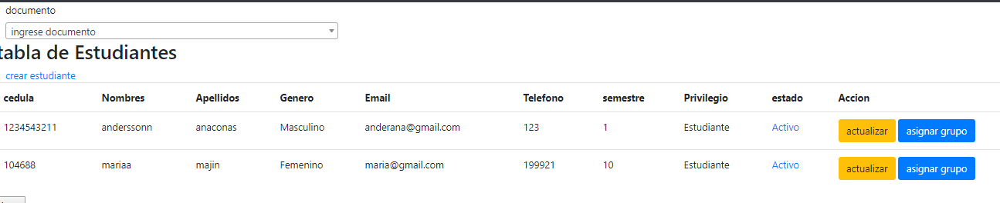 documento
ingrese documento
tabla de Estudiantes
crear estudiante
cedula Nombres Apellidos Genero Email Telefono semestre Privilegio estado Accion
1234543211 anderssonn anaconas Masculino anderana@gmail.com 123 1 Estudiante Activo actualizar asignar grupo
104688 mariaa majin Femenino maria@gmail.com 199921 10 Estudiante Activo actualizar asignar grupo